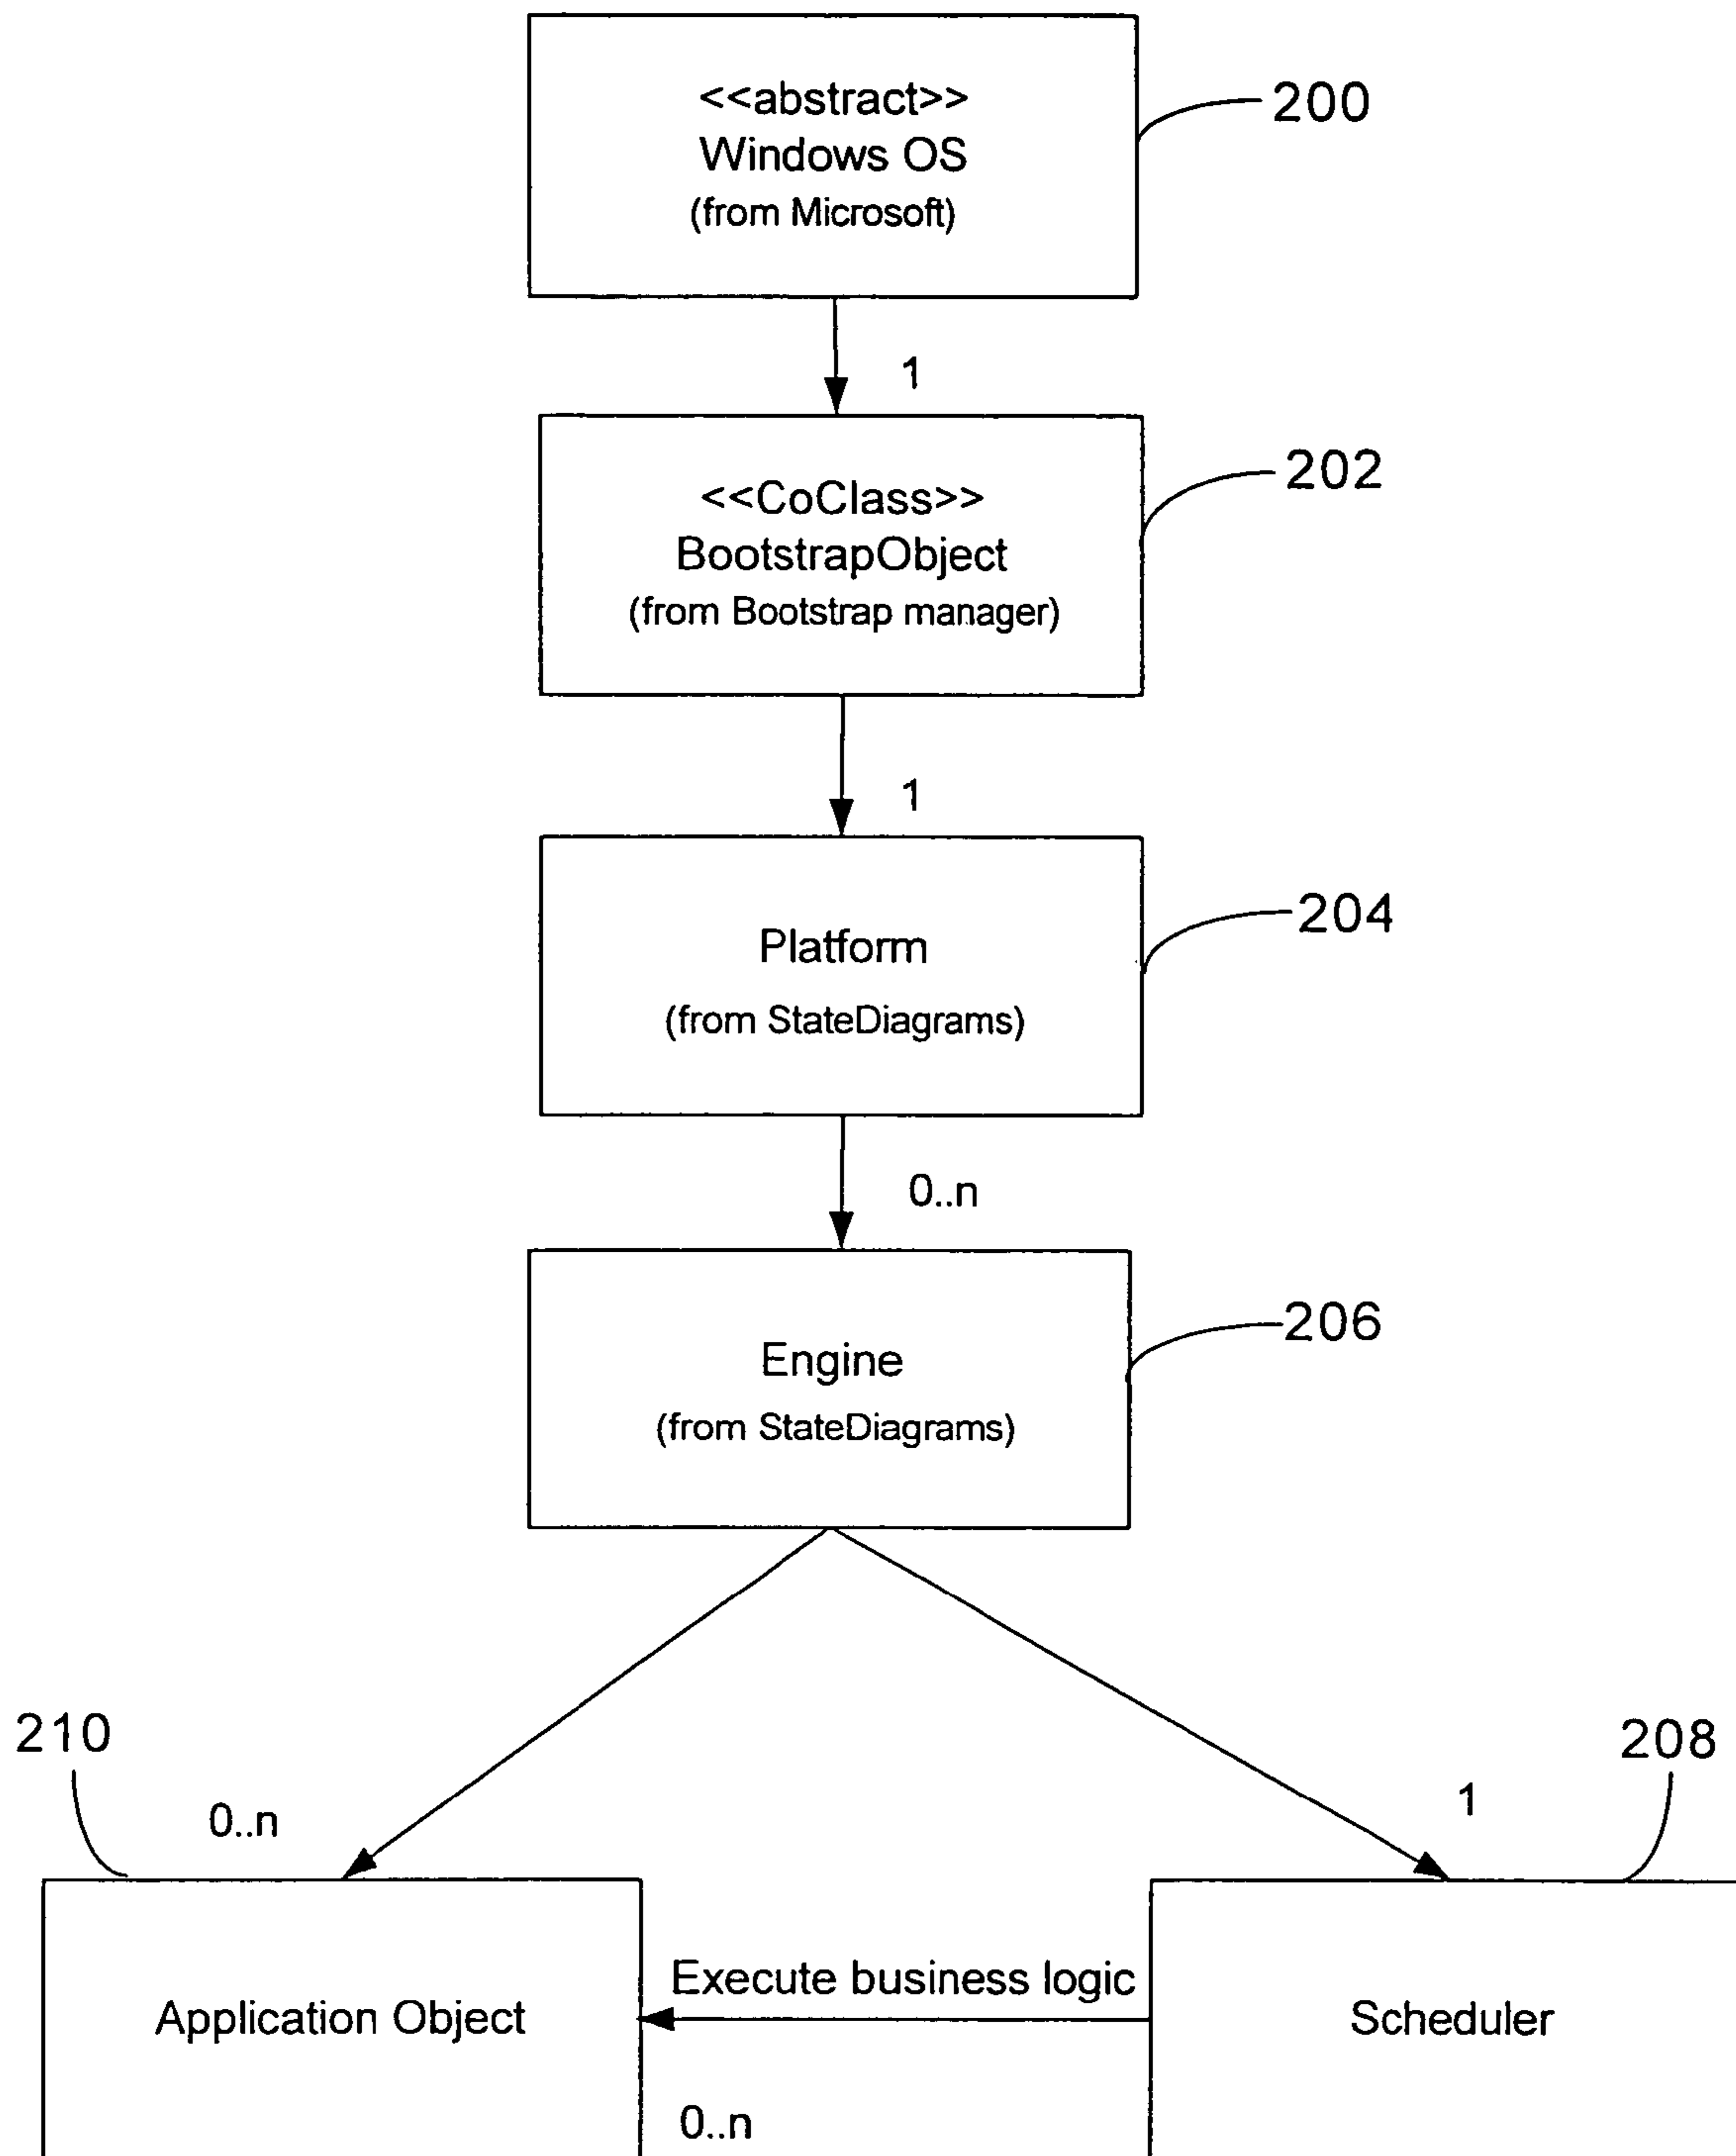 <<abstract>>
Windows OS
(from Microsoft)
200
1
<<CoClass>>
BootstrapObject
(from Bootstrap manager)
202
1
Platform
(from StateDiagrams)
204
0..n
Engine
(from StateDiagrams)
206
210
208
0..n
1
Application Object
Execute business logic
Scheduler
0..n